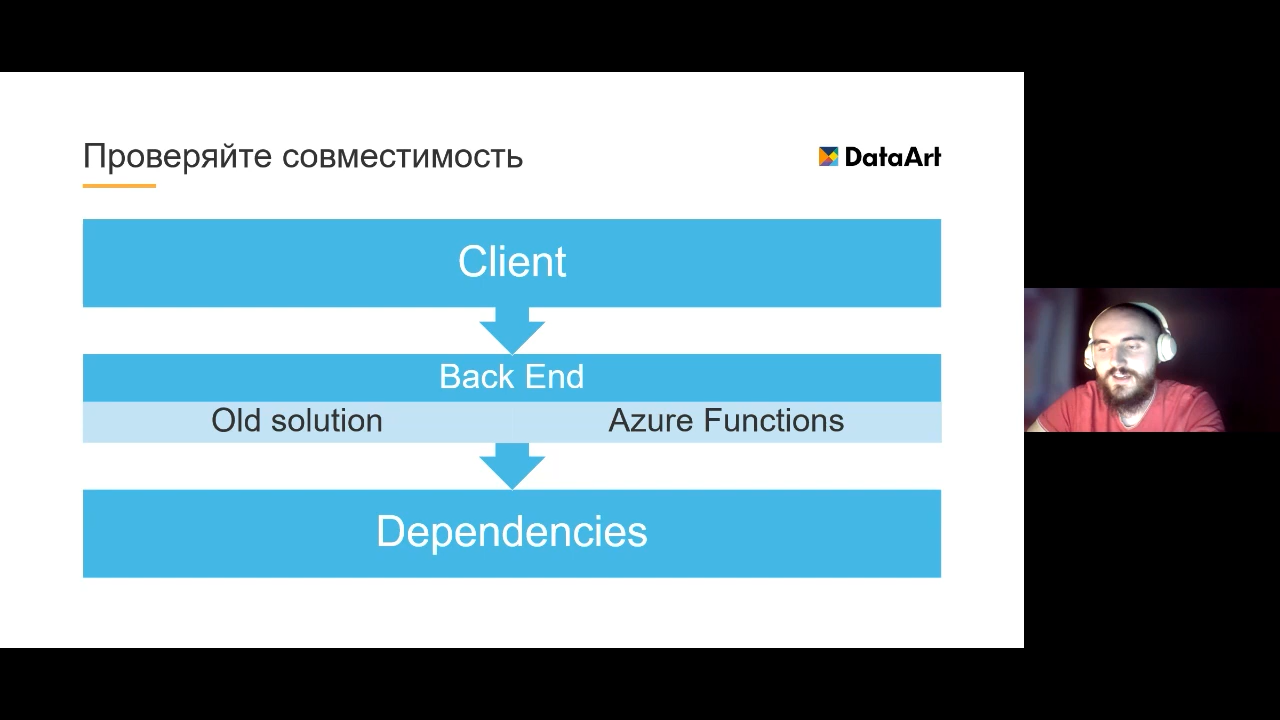 Проверяйте совместимость
DataArt
Client
Back End
Old solution
Azure Functions
Dependencies